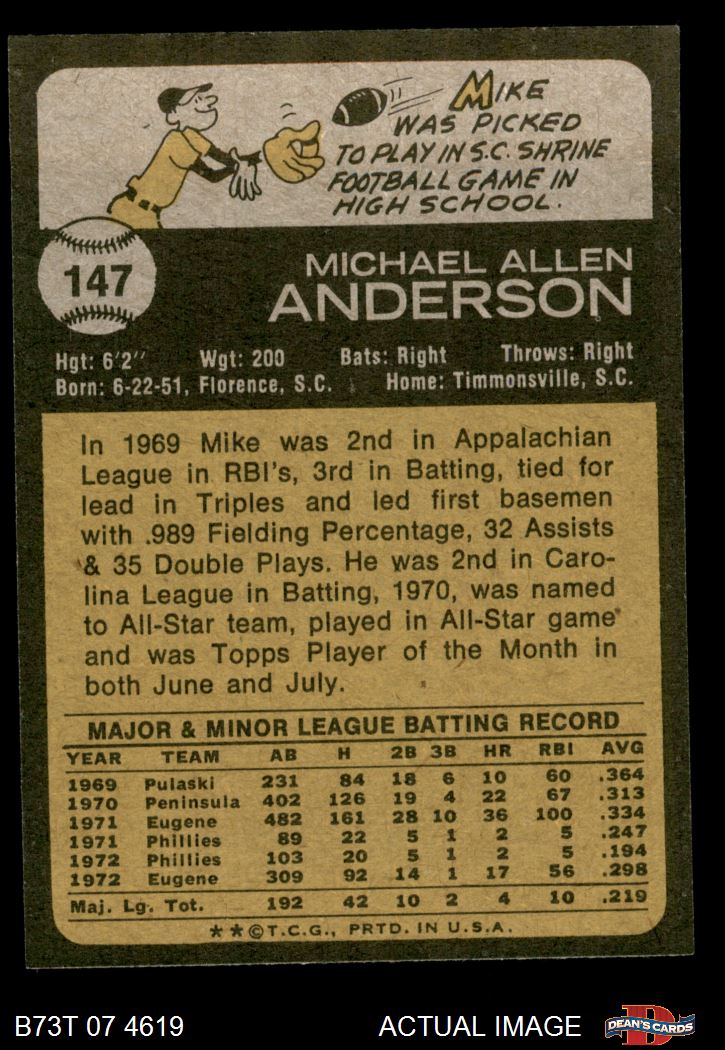 MIKE
WAS PICKED
TO PLAY IN S.C. SHRINE
FOOTBALL GAME IN
HIGH SCHOOL.
147
MICHAEL ALLEN
ANDERSON
Hgt: 6'2" Wgt: 200 Bats: Right Throws: Right
Born: 6-22-51, Florence, S.C. Home: Timmonsville, S.C.
In 1969 Mike was 2nd in Appalachian
League in RBI's, 3rd in Batting, tied for
lead in Triples and led first basemen
with .989 Fielding Percentage, 32 Assists
& 35 Double Plays. He was 2nd in Caro-
lina League in Batting, 1970, was named
to All-Star team, played in All-Star game
and was Topps Player of the Month in
both June and July.
MAJOR & MINOR LEAGUE BATTING RECORD
YEAR TEAM AB H 2B 3B HR RBI AVG
1969 Pulaski 231 84 18 6 10 60 .364
1970 Peninsula 402 126 19 4 22 67 .313
1971 Eugene 482 161 28 10 36 100 .334
1971 Phillies 89 22 5 1 2 5 .247
1972 Phillies 103 20 5 1 2 5 .194
1972 Eugene 309 92 14 1 17 56 .298
Maj. Lg. Tot. 192 42 10 2 4 10 .219
**©T.C.G., PRTD. IN U.S.A.
B73T 07 4619 ACTUAL IMAGE
D
DEAN'S CARDS